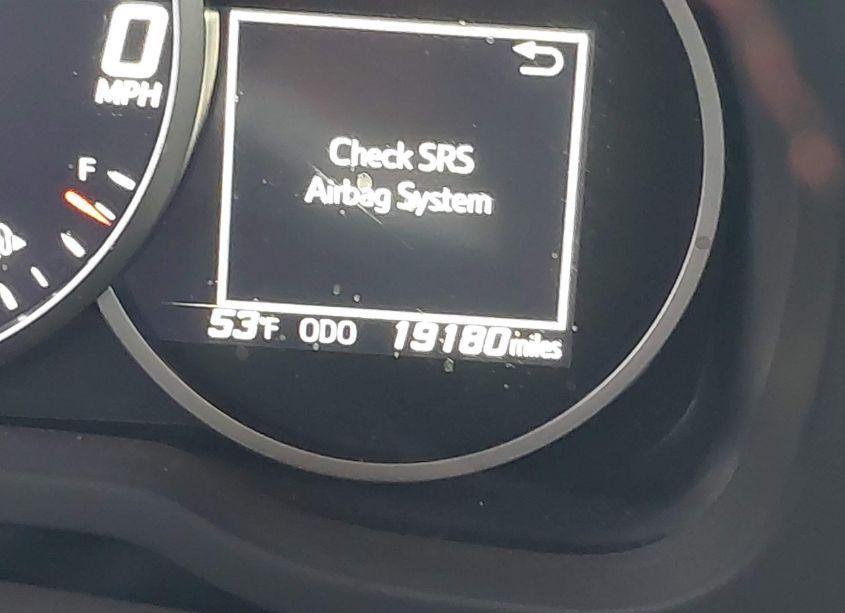 0
MPH
F
Check SRS
Airbag System
53°F ODO 19180 miles